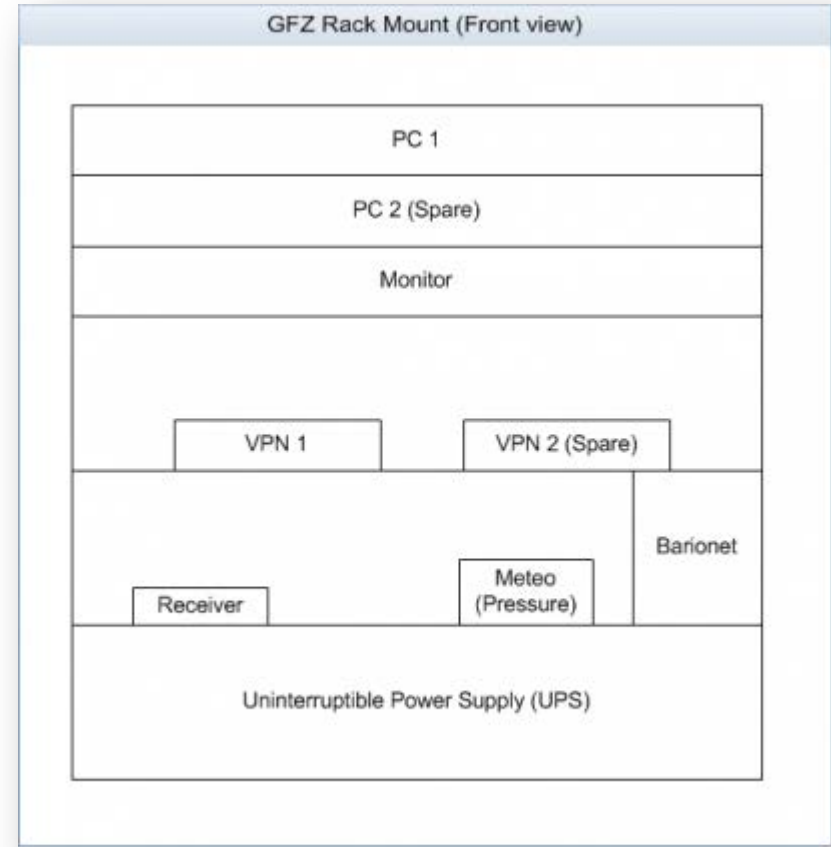 GFZ Rack Mount (Front view)
PC 1
PC 2 (Spare)
Monitor
VPN 1
VPN 2 (Spare)
Barionet
Receiver
Meteo
(Pressure)
Uninterruptible Power Supply (UPS)